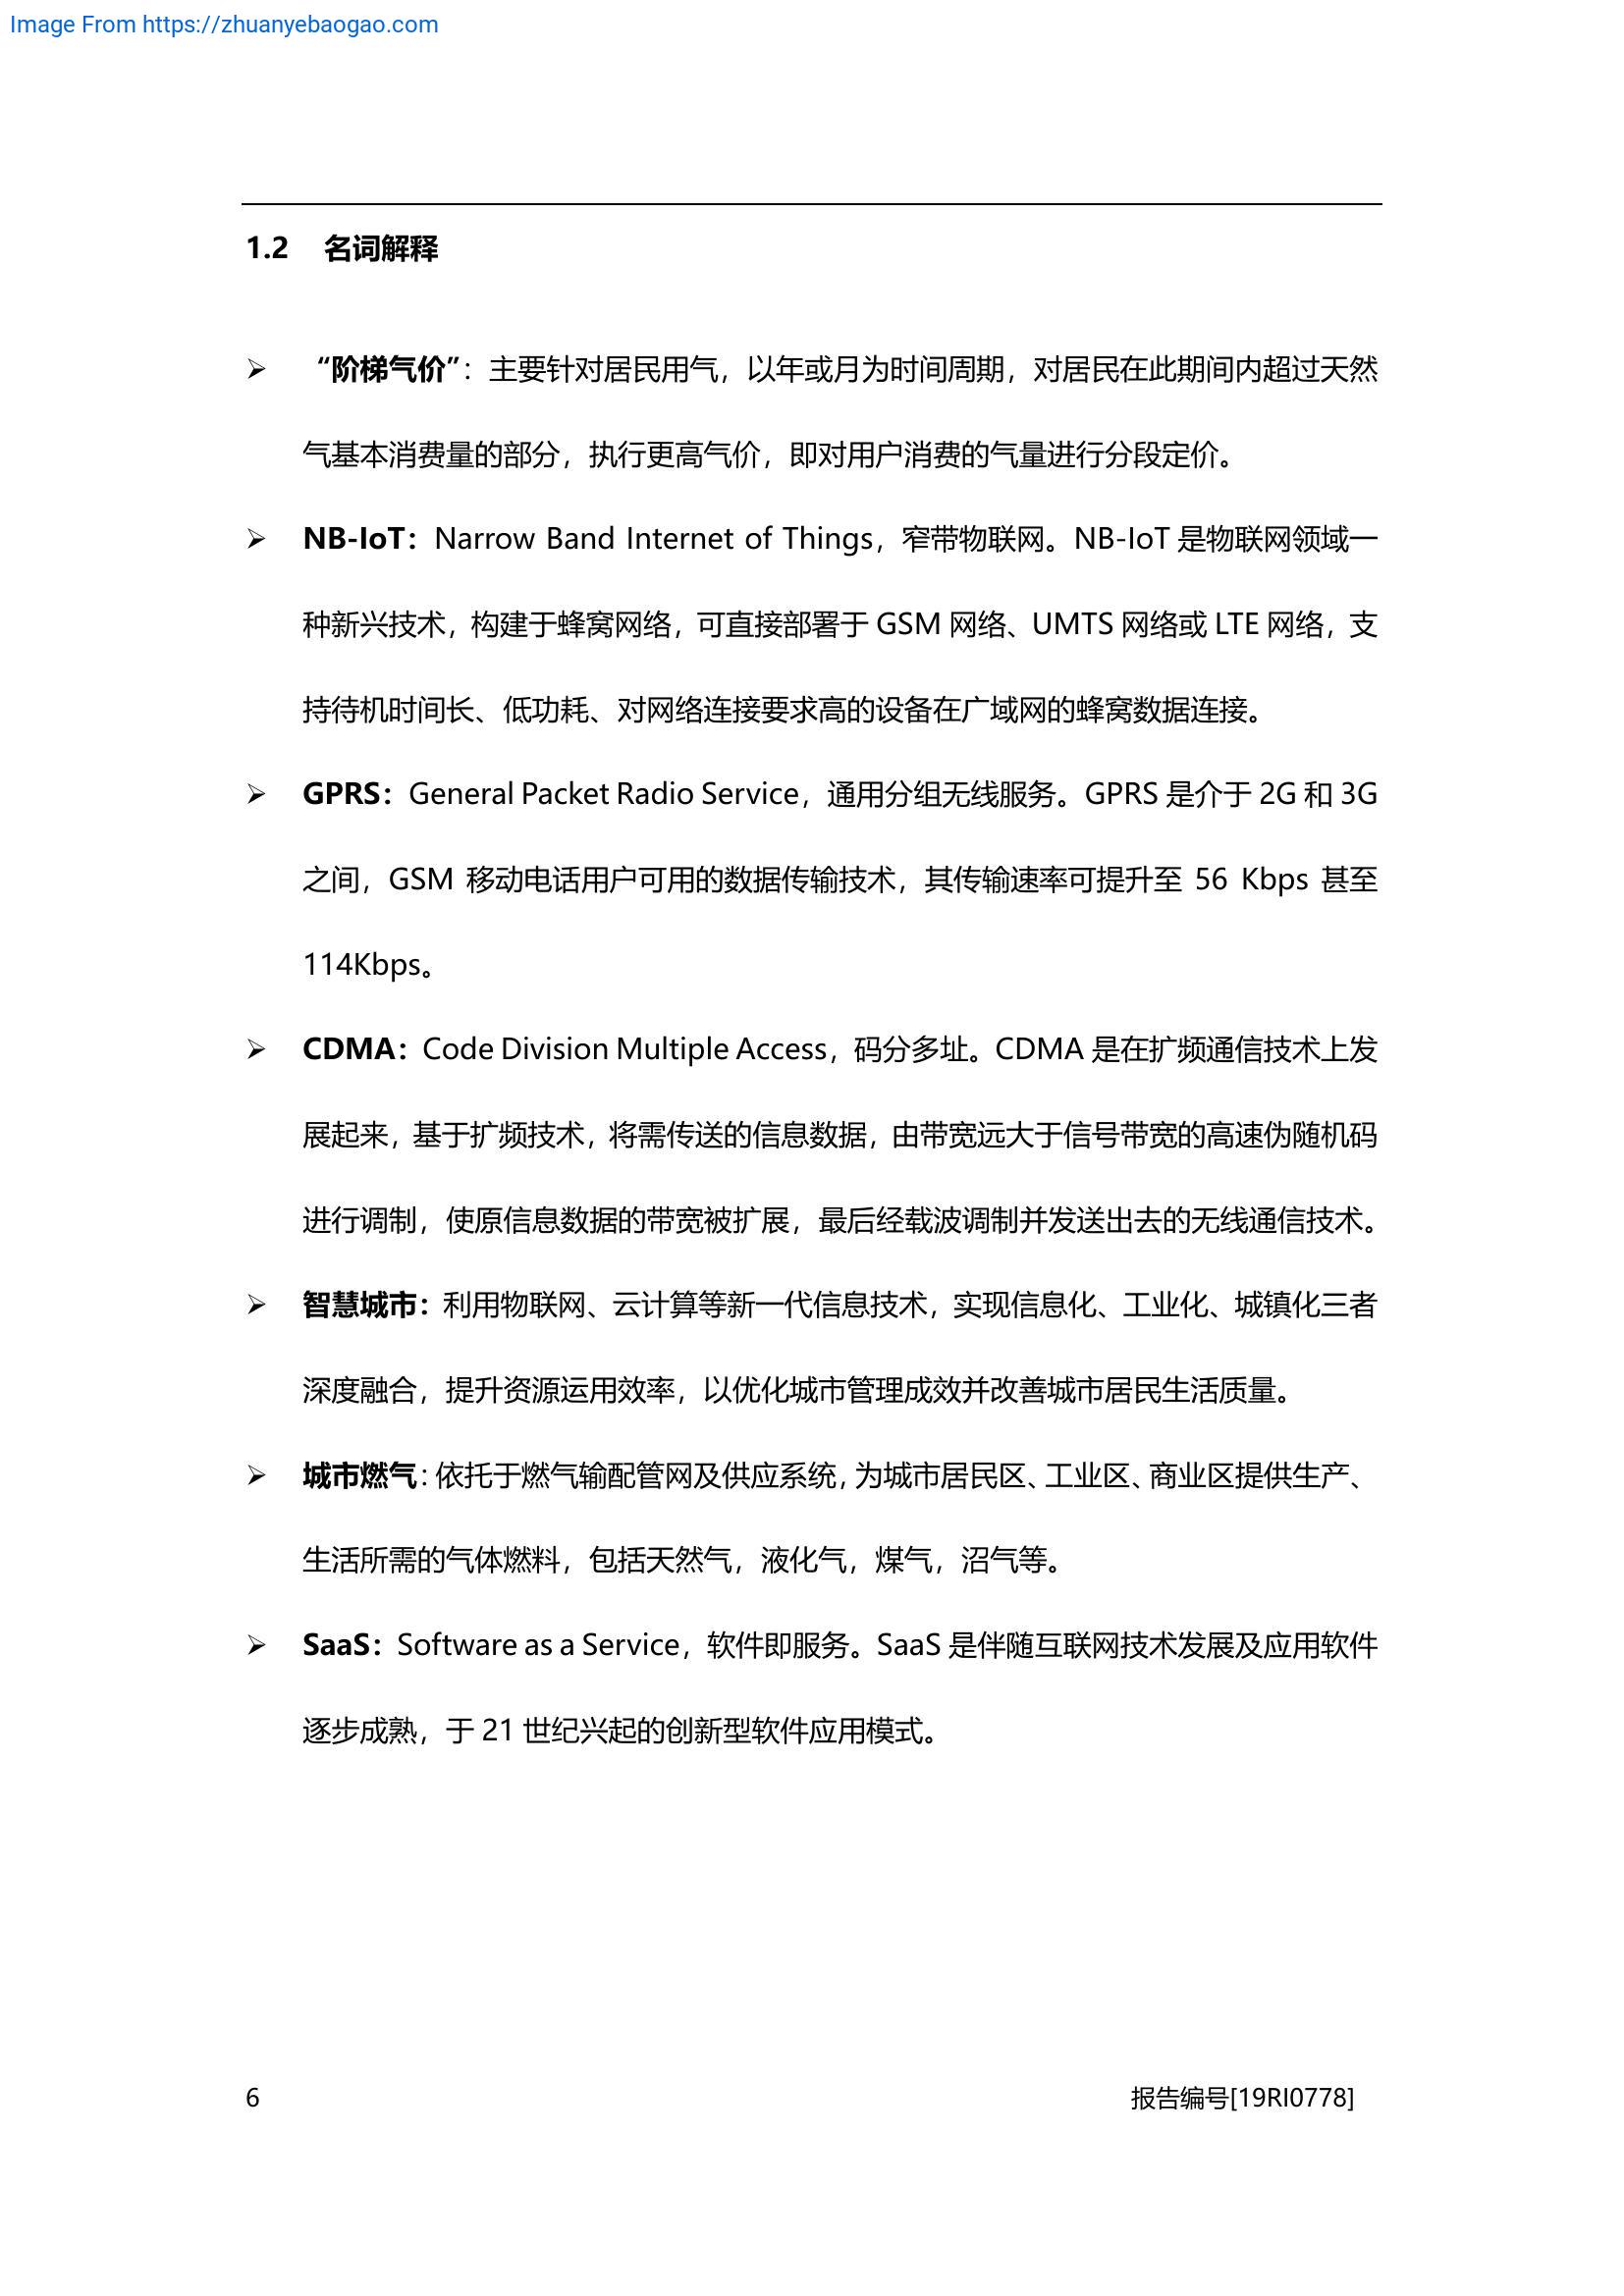 Image From https://zhuanyebaogao.com
1.2 名词解释
➢ “阶梯气价”：主要针对居民用气，以年或月为时间周期，对居民在此期间内超过天然
气基本消费量的部分，执行更高气价，即对用户消费的气量进行分段定价。
➢ NB-IoT：Narrow Band Internet of Things，窄带物联网。NB-IoT 是物联网领域一
种新兴技术，构建于蜂窝网络，可直接部署于 GSM 网络、UMTS 网络或 LTE 网络，支
持待机时间长、低功耗、对网络连接要求高的设备在广域网的蜂窝数据连接。
➢ GPRS：General Packet Radio Service，通用分组无线服务。GPRS 是介于 2G 和 3G
之间，GSM 移动电话用户可用的数据传输技术，其传输速率可提升至 56 Kbps 甚至
114Kbps。
➢ CDMA：Code Division Multiple Access，码分多址。CDMA 是在扩频通信技术上发
展起来，基于扩频技术，将需传送的信息数据，由带宽远大于信号带宽的高速伪随机码
进行调制，使原信息数据的带宽被扩展，最后经载波调制并发送出去的无线通信技术。
➢ 智慧城市：利用物联网、云计算等新一代信息技术，实现信息化、工业化、城镇化三者
深度融合，提升资源运用效率，以优化城市管理成效并改善城市居民生活质量。
➢ 城市燃气：依托于燃气输配管网及供应系统，为城市居民区、工业区、商业区提供生产、
生活所需的气体燃料，包括天然气，液化气，煤气，沼气等。
➢ SaaS：Software as a Service，软件即服务。SaaS 是伴随互联网技术发展及应用软件
逐步成熟，于 21 世纪兴起的创新型软件应用模式。
6 报告编号[19RI0778]